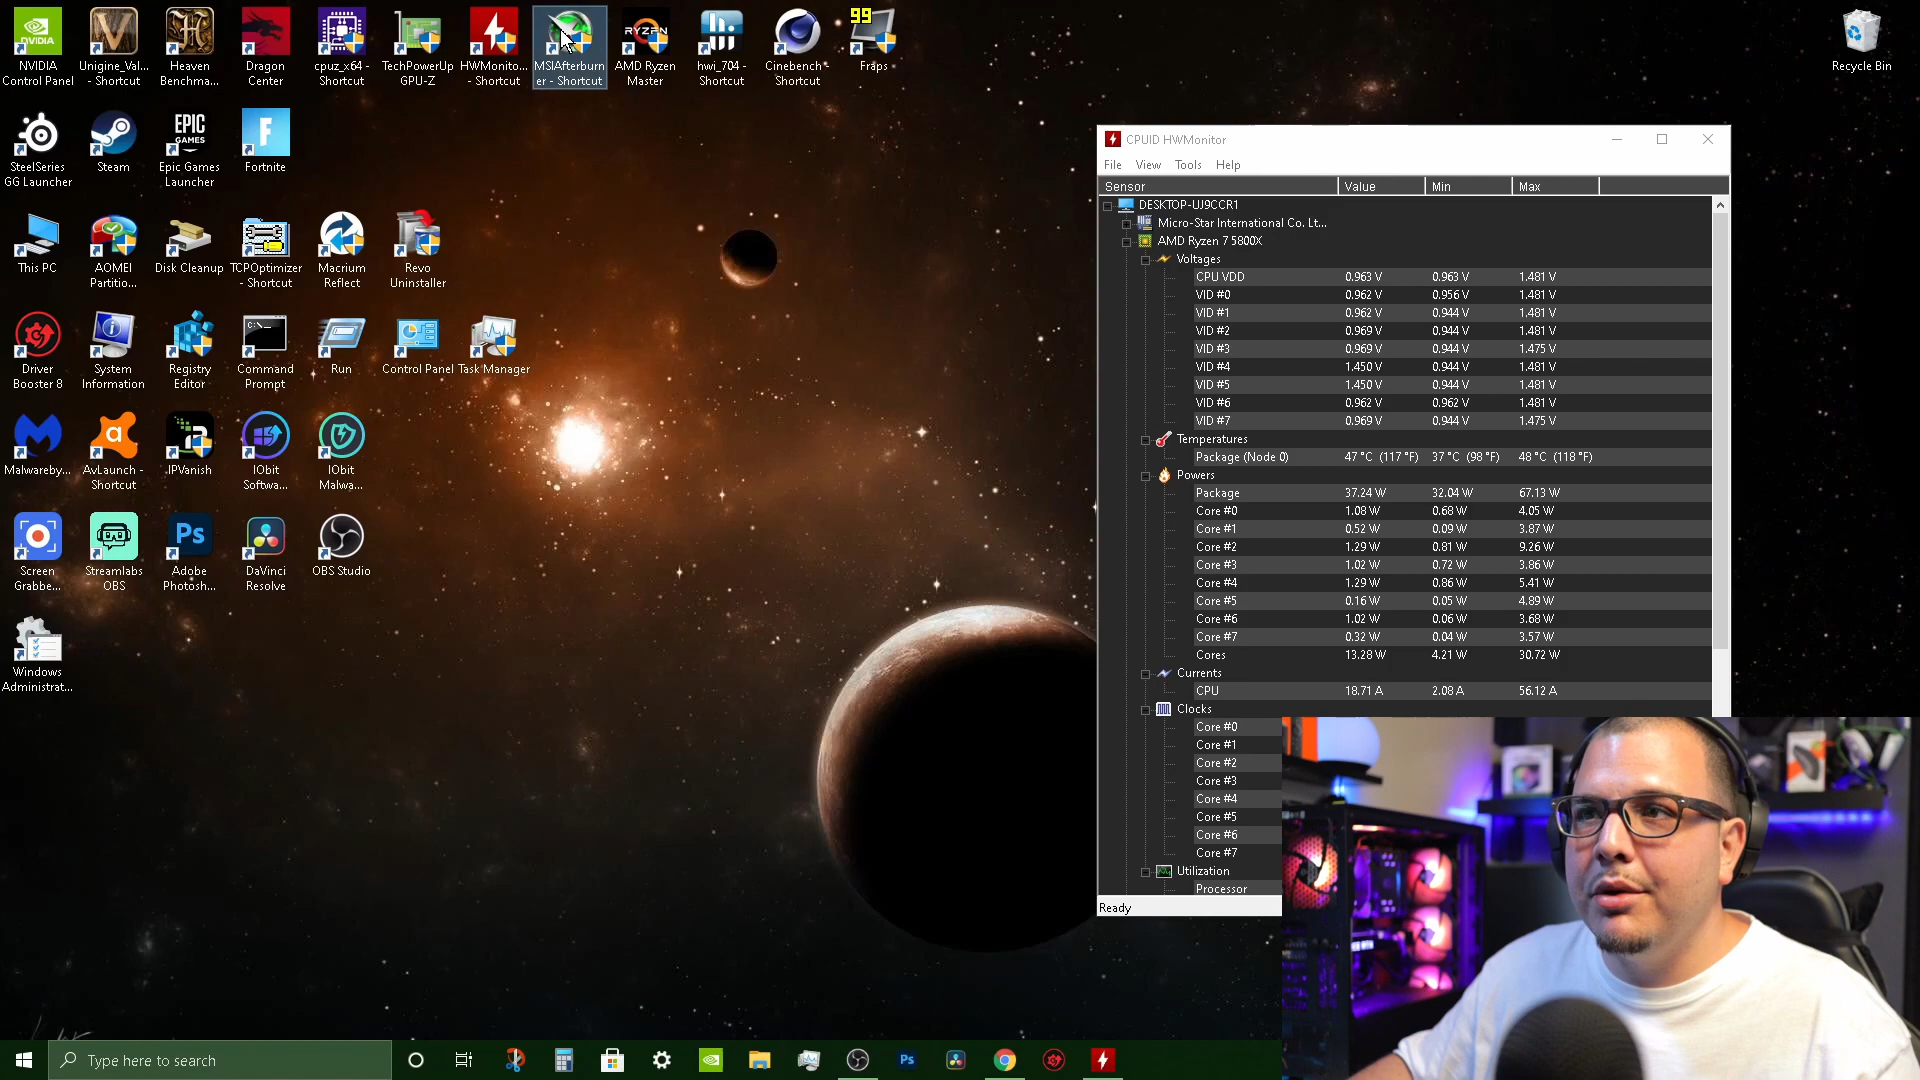 NVIDIA
NVIDIA Control Panel
Unigine_Val... - Shortcut
Heaven Benchma...
Dragon Center
cpuz_x64 - Shortcut
TechPowerUp GPU-Z
HWMonito... - Shortcut
MSIAfterburner - Shortcut
RYZEN
AMD Ryzen Master
hwi_704 - Shortcut
Cinebench - Shortcut
99
Fraps
Recycle Bin
SteelSeries GG Launcher
Steam
EPIC GAMES
Epic Games Launcher
Fortnite
This PC
AOMEI Partitio...
Disk Cleanup
TCPOptimizer - Shortcut
Macrium Reflect
Revo Uninstaller
Driver Booster 8
System Information
Registry Editor
Command Prompt
Run
Control Panel
Task Manager
Malwareby...
AvLaunch - Shortcut
IPVanish
IObit Softwa...
IObit Malwa...
Screen Grabbe...
Streamlabs OBS
Ps
Adobe Photosh...
DaVinci Resolve
OBS Studio
Windows Administrat...
CPUID HWMonitor
File View Tools Help
Sensor Value Min Max
DESKTOP-UJ9CCR1
Micro-Star International Co. Lt...
AMD Ryzen 7 5800X
Voltages
CPU VDD 0.963 V 0.963 V 1.481 V
VID #0 0.962 V 0.956 V 1.481 V
VID #1 0.962 V 0.944 V 1.481 V
VID #2 0.969 V 0.944 V 1.481 V
VID #3 0.969 V 0.944 V 1.475 V
VID #4 1.450 V 0.944 V 1.481 V
VID #5 1.450 V 0.944 V 1.481 V
VID #6 0.962 V 0.962 V 1.481 V
VID #7 0.969 V 0.944 V 1.475 V
Temperatures
Package (Node 0) 47 °C (117 °F) 37 °C (98 °F) 48 °C (118 °F)
Powers
Package 37.24 W 32.04 W 67.13 W
Core #0 1.08 W 0.68 W 4.05 W
Core #1 0.52 W 0.09 W 3.87 W
Core #2 1.29 W 0.81 W 9.26 W
Core #3 1.02 W 0.72 W 3.86 W
Core #4 1.29 W 0.86 W 5.41 W
Core #5 0.16 W 0.05 W 4.89 W
Core #6 1.02 W 0.06 W 3.68 W
Core #7 0.32 W 0.04 W 3.57 W
Cores 13.28 W 4.21 W 30.72 W
Currents
CPU 18.71 A 2.08 A 56.12 A
Clocks
Core #0
Core #1
Core #2
Core #3
Core #4
Core #5
Core #6
Core #7
Utilization
Processor
Ready
Type here to search
Ps